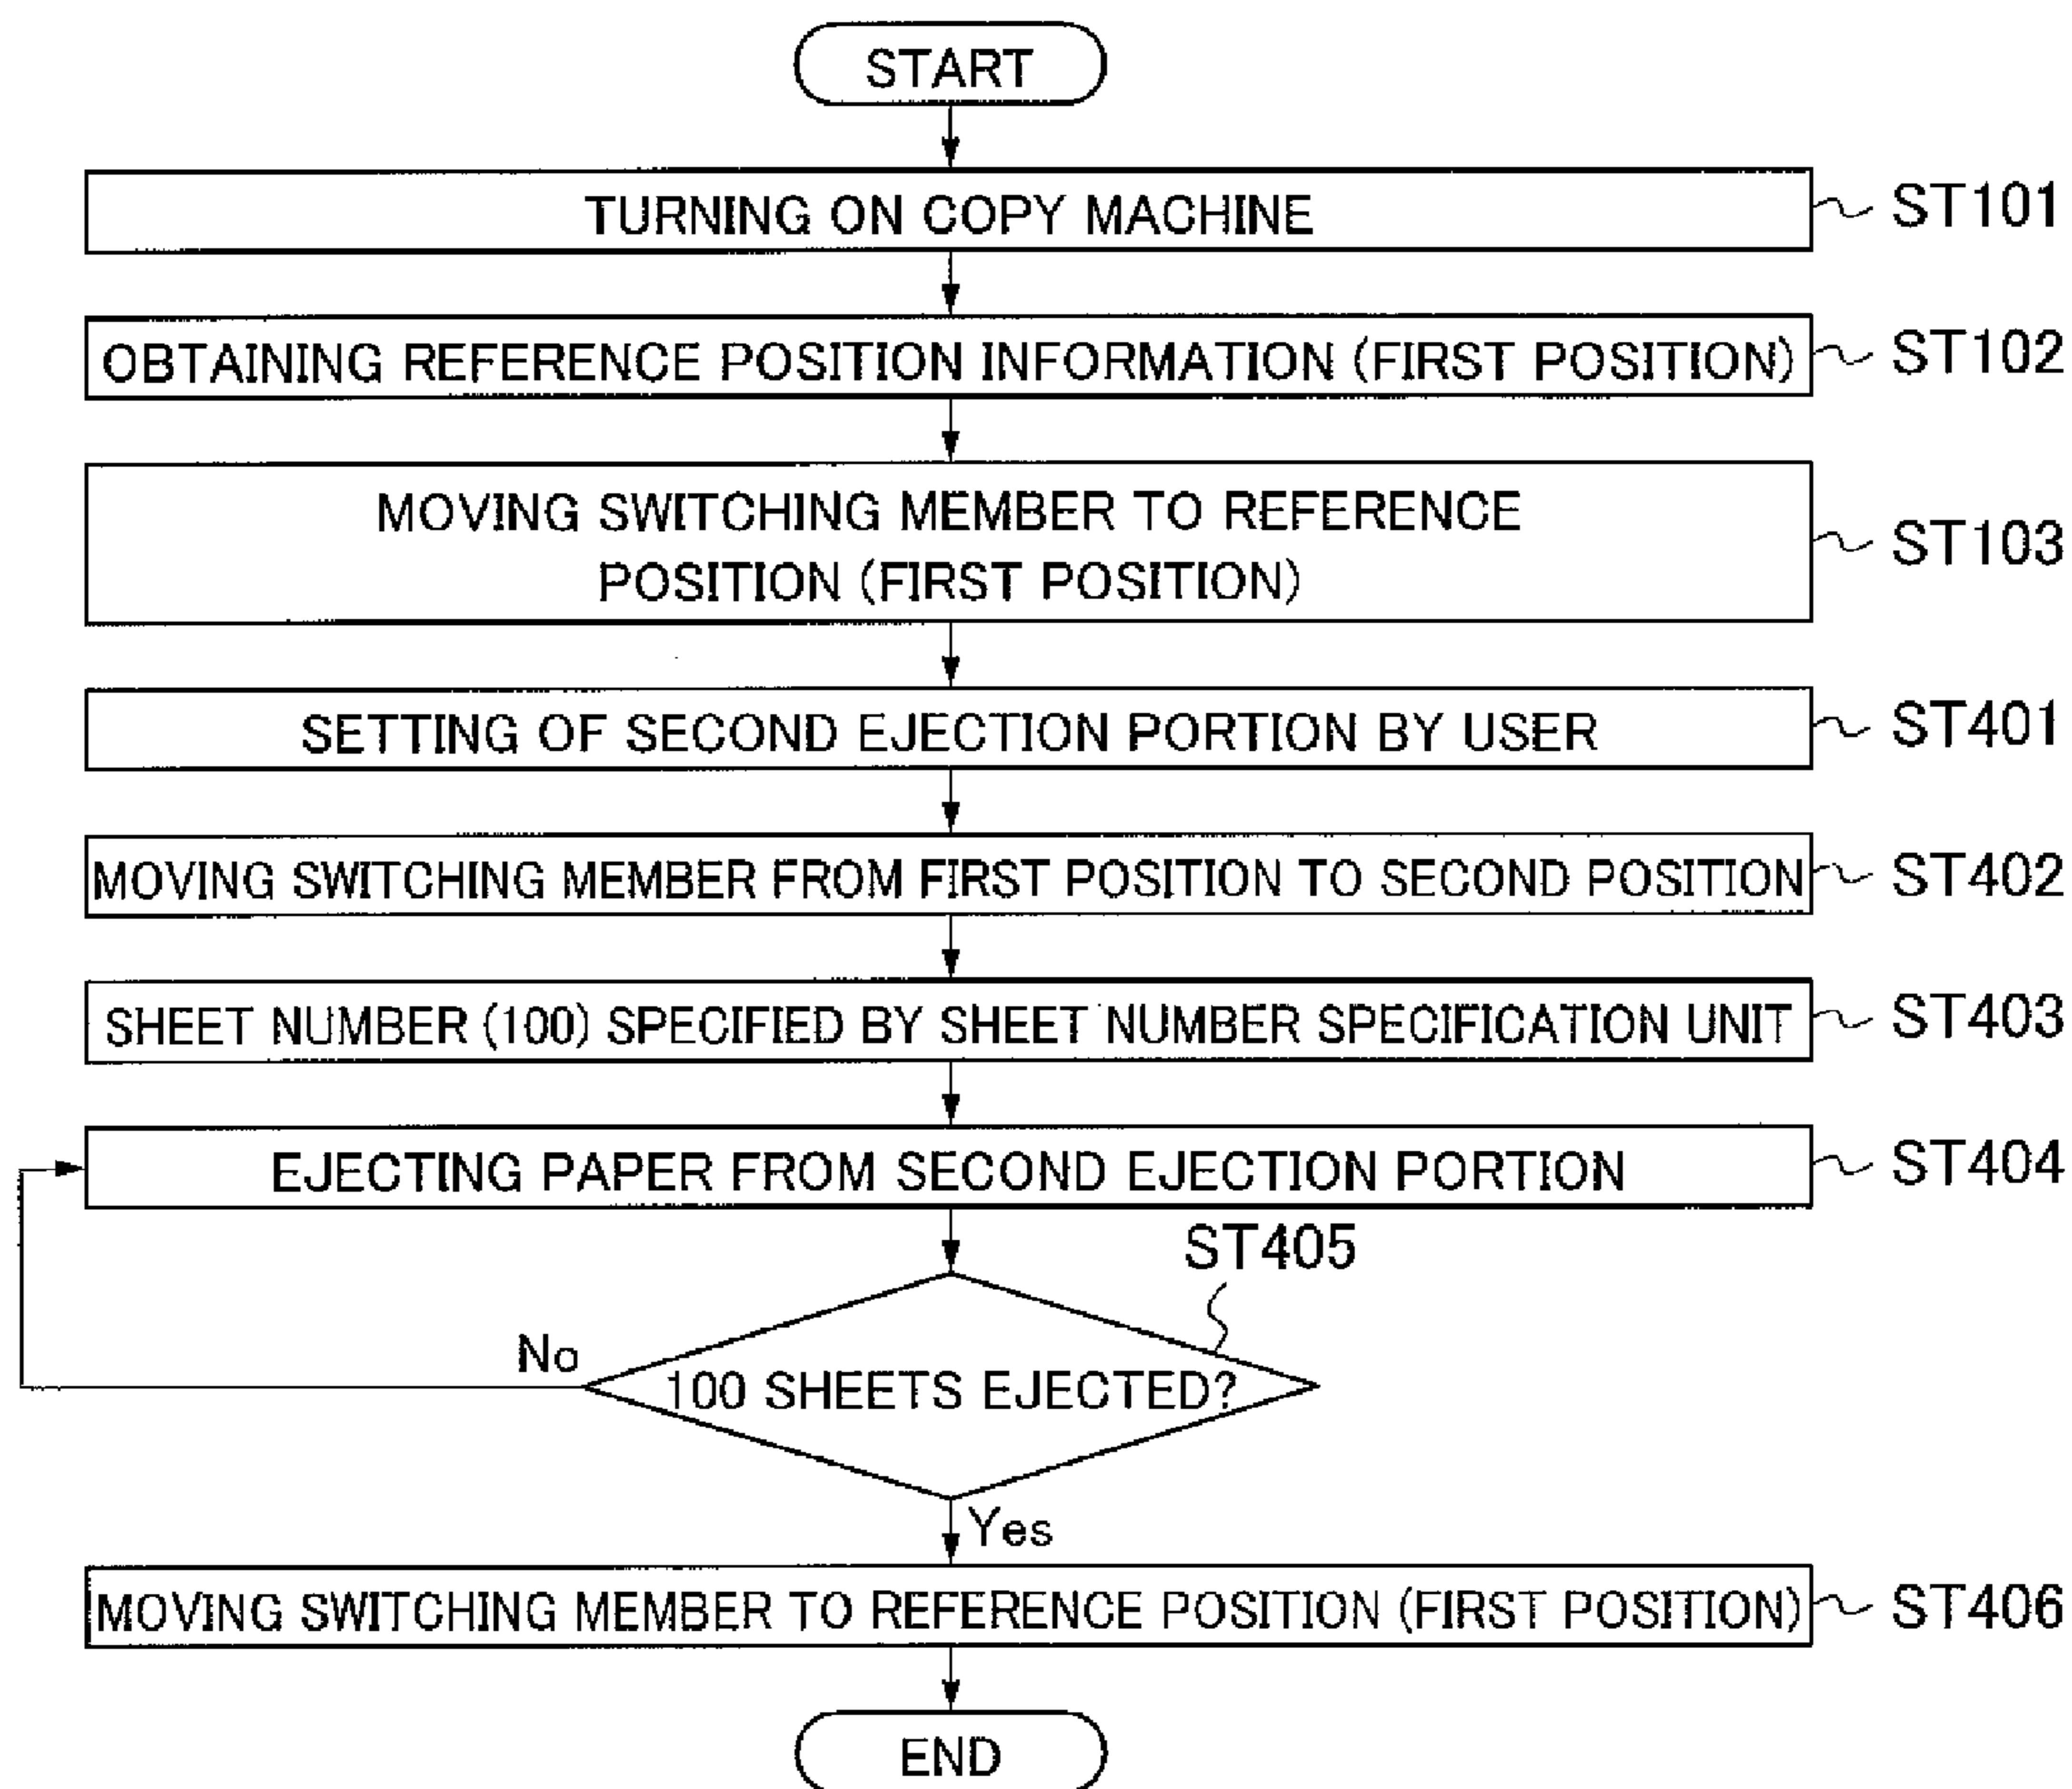 START
TURNING ON COPY MACHINE
ST101
OBTAINING REFERENCE POSITION INFORMATION (FIRST POSITION)
ST102
MOVING SWITCHING MEMBER TO REFERENCE
POSITION (FIRST POSITION)
ST103
SETTING OF SECOND EJECTION PORTION BY USER
ST401
MOVING SWITCHING MEMBER FROM FIRST POSITION TO SECOND POSITION
ST402
SHEET NUMBER (100) SPECIFIED BY SHEET NUMBER SPECIFICATION UNIT
ST403
EJECTING PAPER FROM SECOND EJECTION PORTION
ST404
ST405
No
100 SHEETS EJECTED?
Yes
MOVING SWITCHING MEMBER TO REFERENCE POSITION (FIRST POSITION)
ST406
END